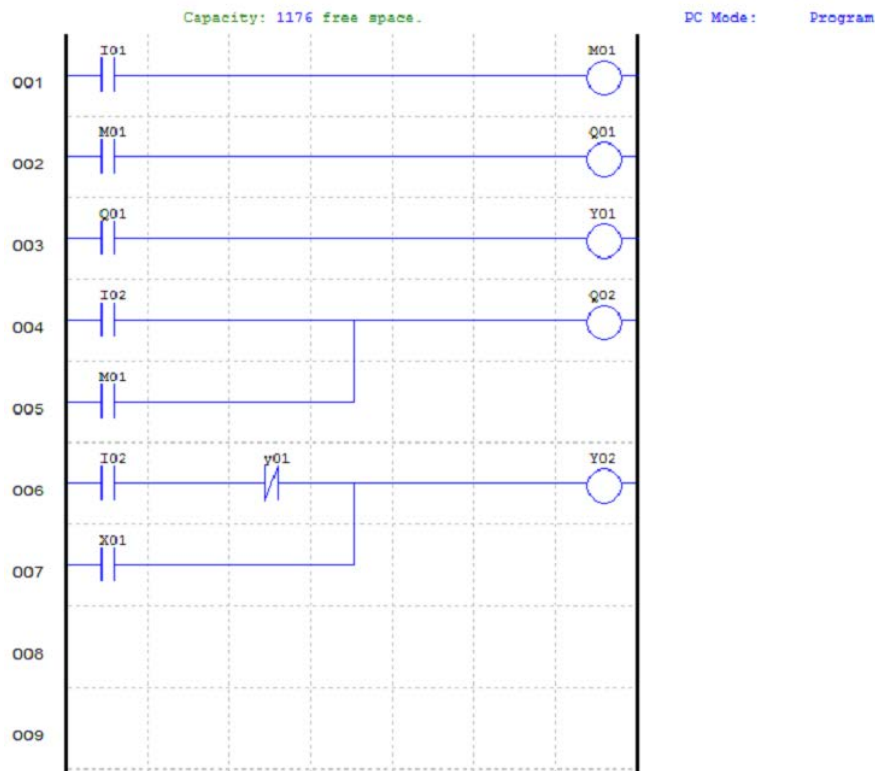 Capacity: 1176 free space. PC Mode: Program
I01 M01
001
M01 Q01
002
Q01 Y01
003
I02 Q02
004
M01
005
I02 y01 Y02
006
X01
007
008
009